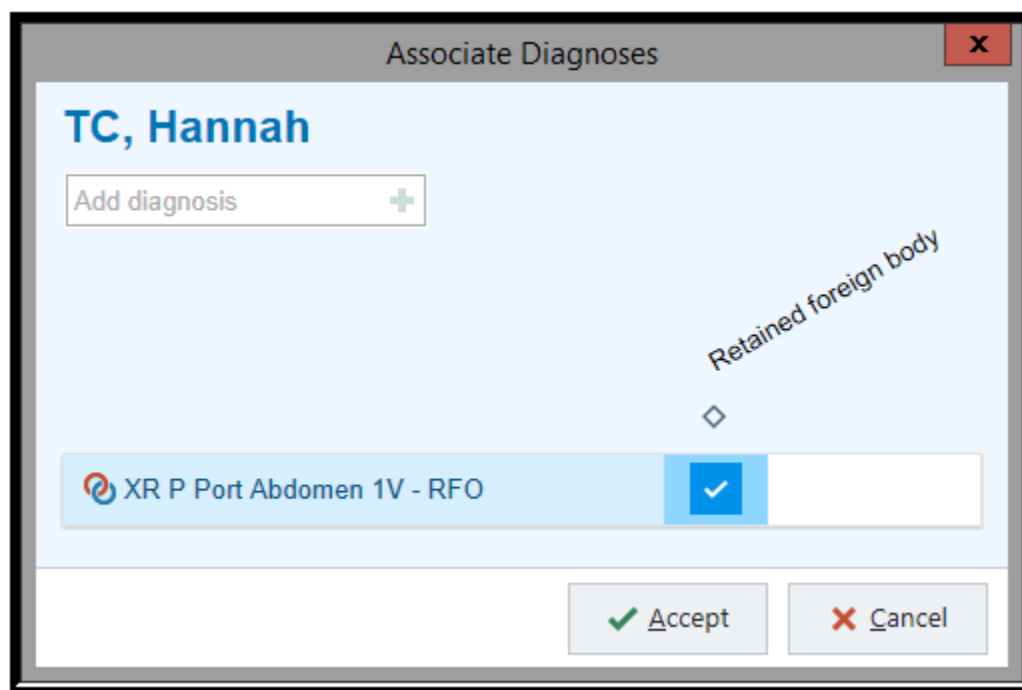 Associate Diagnoses
x
TC, Hannah
Add diagnosis
Retained foreign body
XR P Port Abdomen 1V - RFO
Accept
Cancel